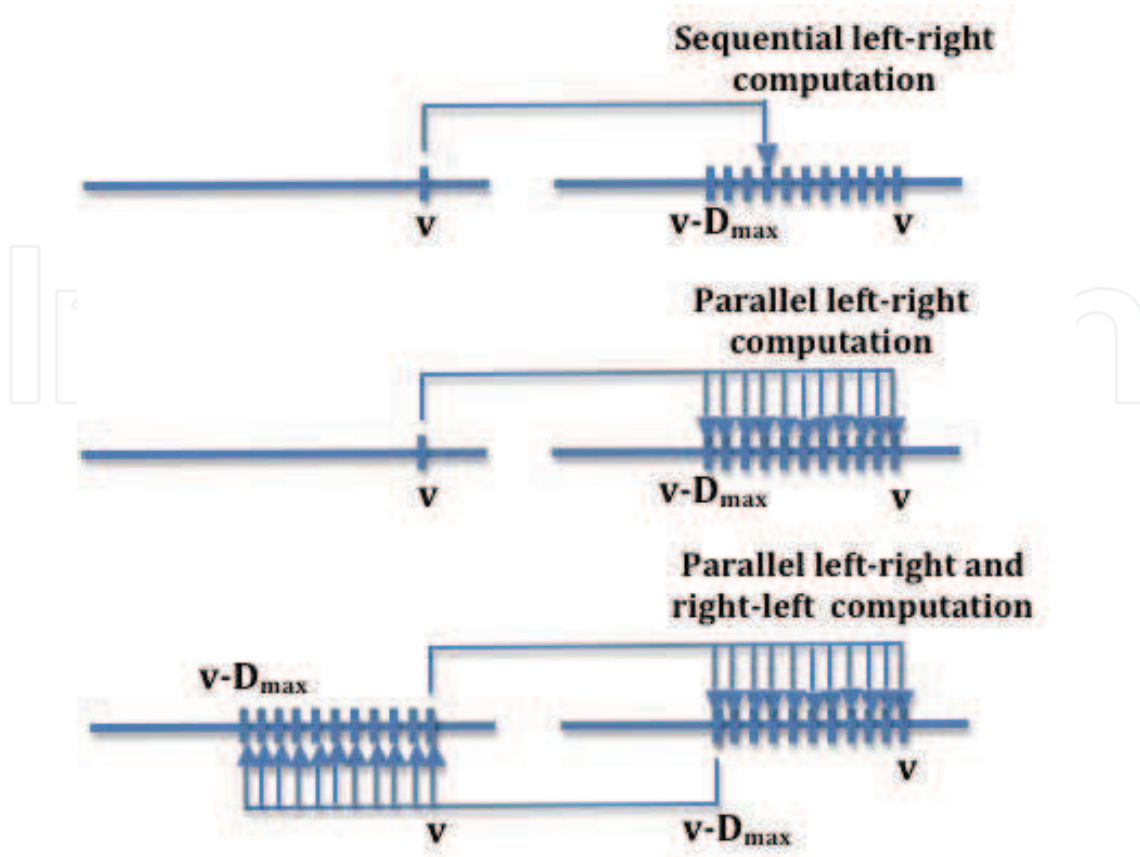 Sequential left-right
computation
v
v-Dmax
v
Parallel left-right
computation
v
v-Dmax
v
Parallel left-right and
right-left computation
v-Dmax
v
v
v-Dmax